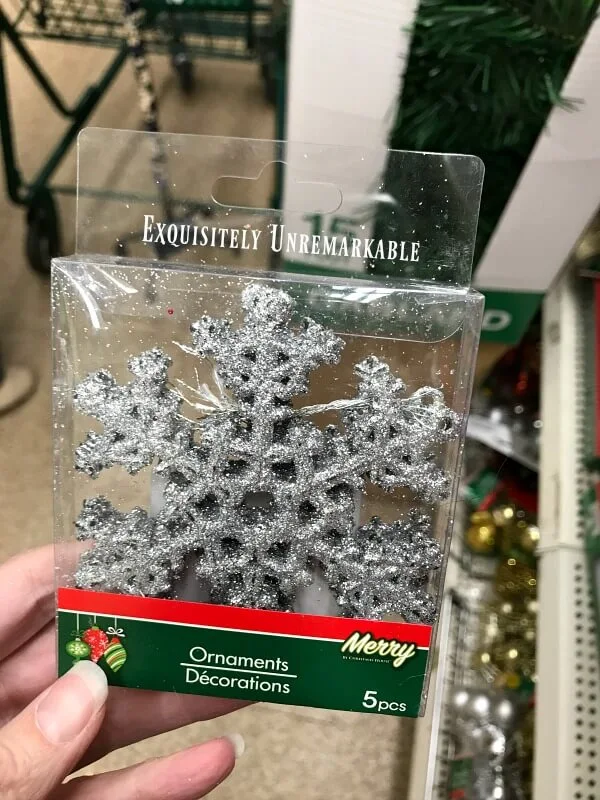 EXQUISITELY UNREMARKABLE
Merry
Ornaments
Décorations
5pcs